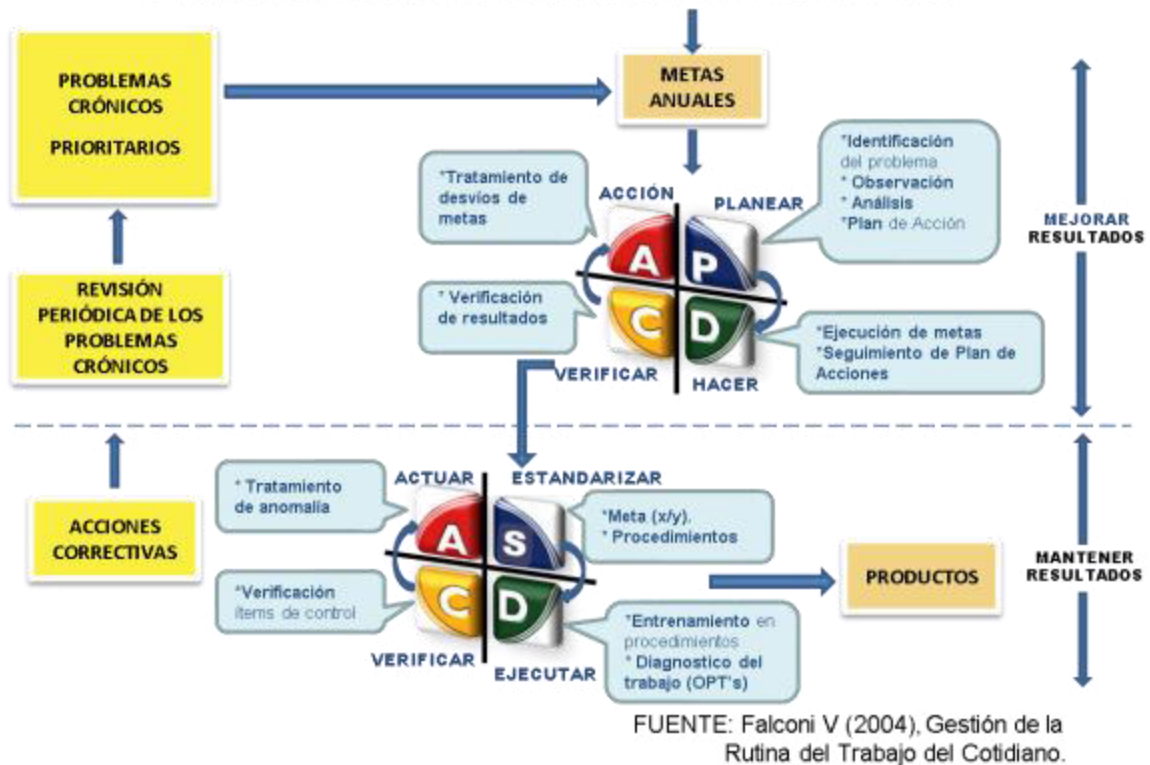 PROBLEMAS
CRÓNICOS
PRIORITARIOS
METAS
ANUALES
*Identificación
del problema
* Observación
* Análisis
*Plan de Acción
*Tratamiento de
desvíos de
metas
ACCIÓN
PLANEAR
A
P
C
D
MEJORAR
RESULTADOS
REVISIÓN
PERIÓDICA DE LOS
PROBLEMAS
CRÓNICOS
* Verificación
de resultados
*Ejecución de metas
*Seguimiento de Plan de
Acciones
VERIFICAR
HACER
ACTUAR
ESTANDARIZAR
* Tratamiento
de anomalía
*Meta (x/y).
* Procedimientos
A
S
C
D
ACCIONES
CORRECTIVAS
PRODUCTOS
MANTENER
RESULTADOS
*Verificación
ítems de control
*Entrenamiento en
procedimientos
* Diagnostico del
trabajo (OPT's)
VERIFICAR
EJECUTAR
FUENTE: Falconi V (2004), Gestión de la
Rutina del Trabajo del Cotidiano.